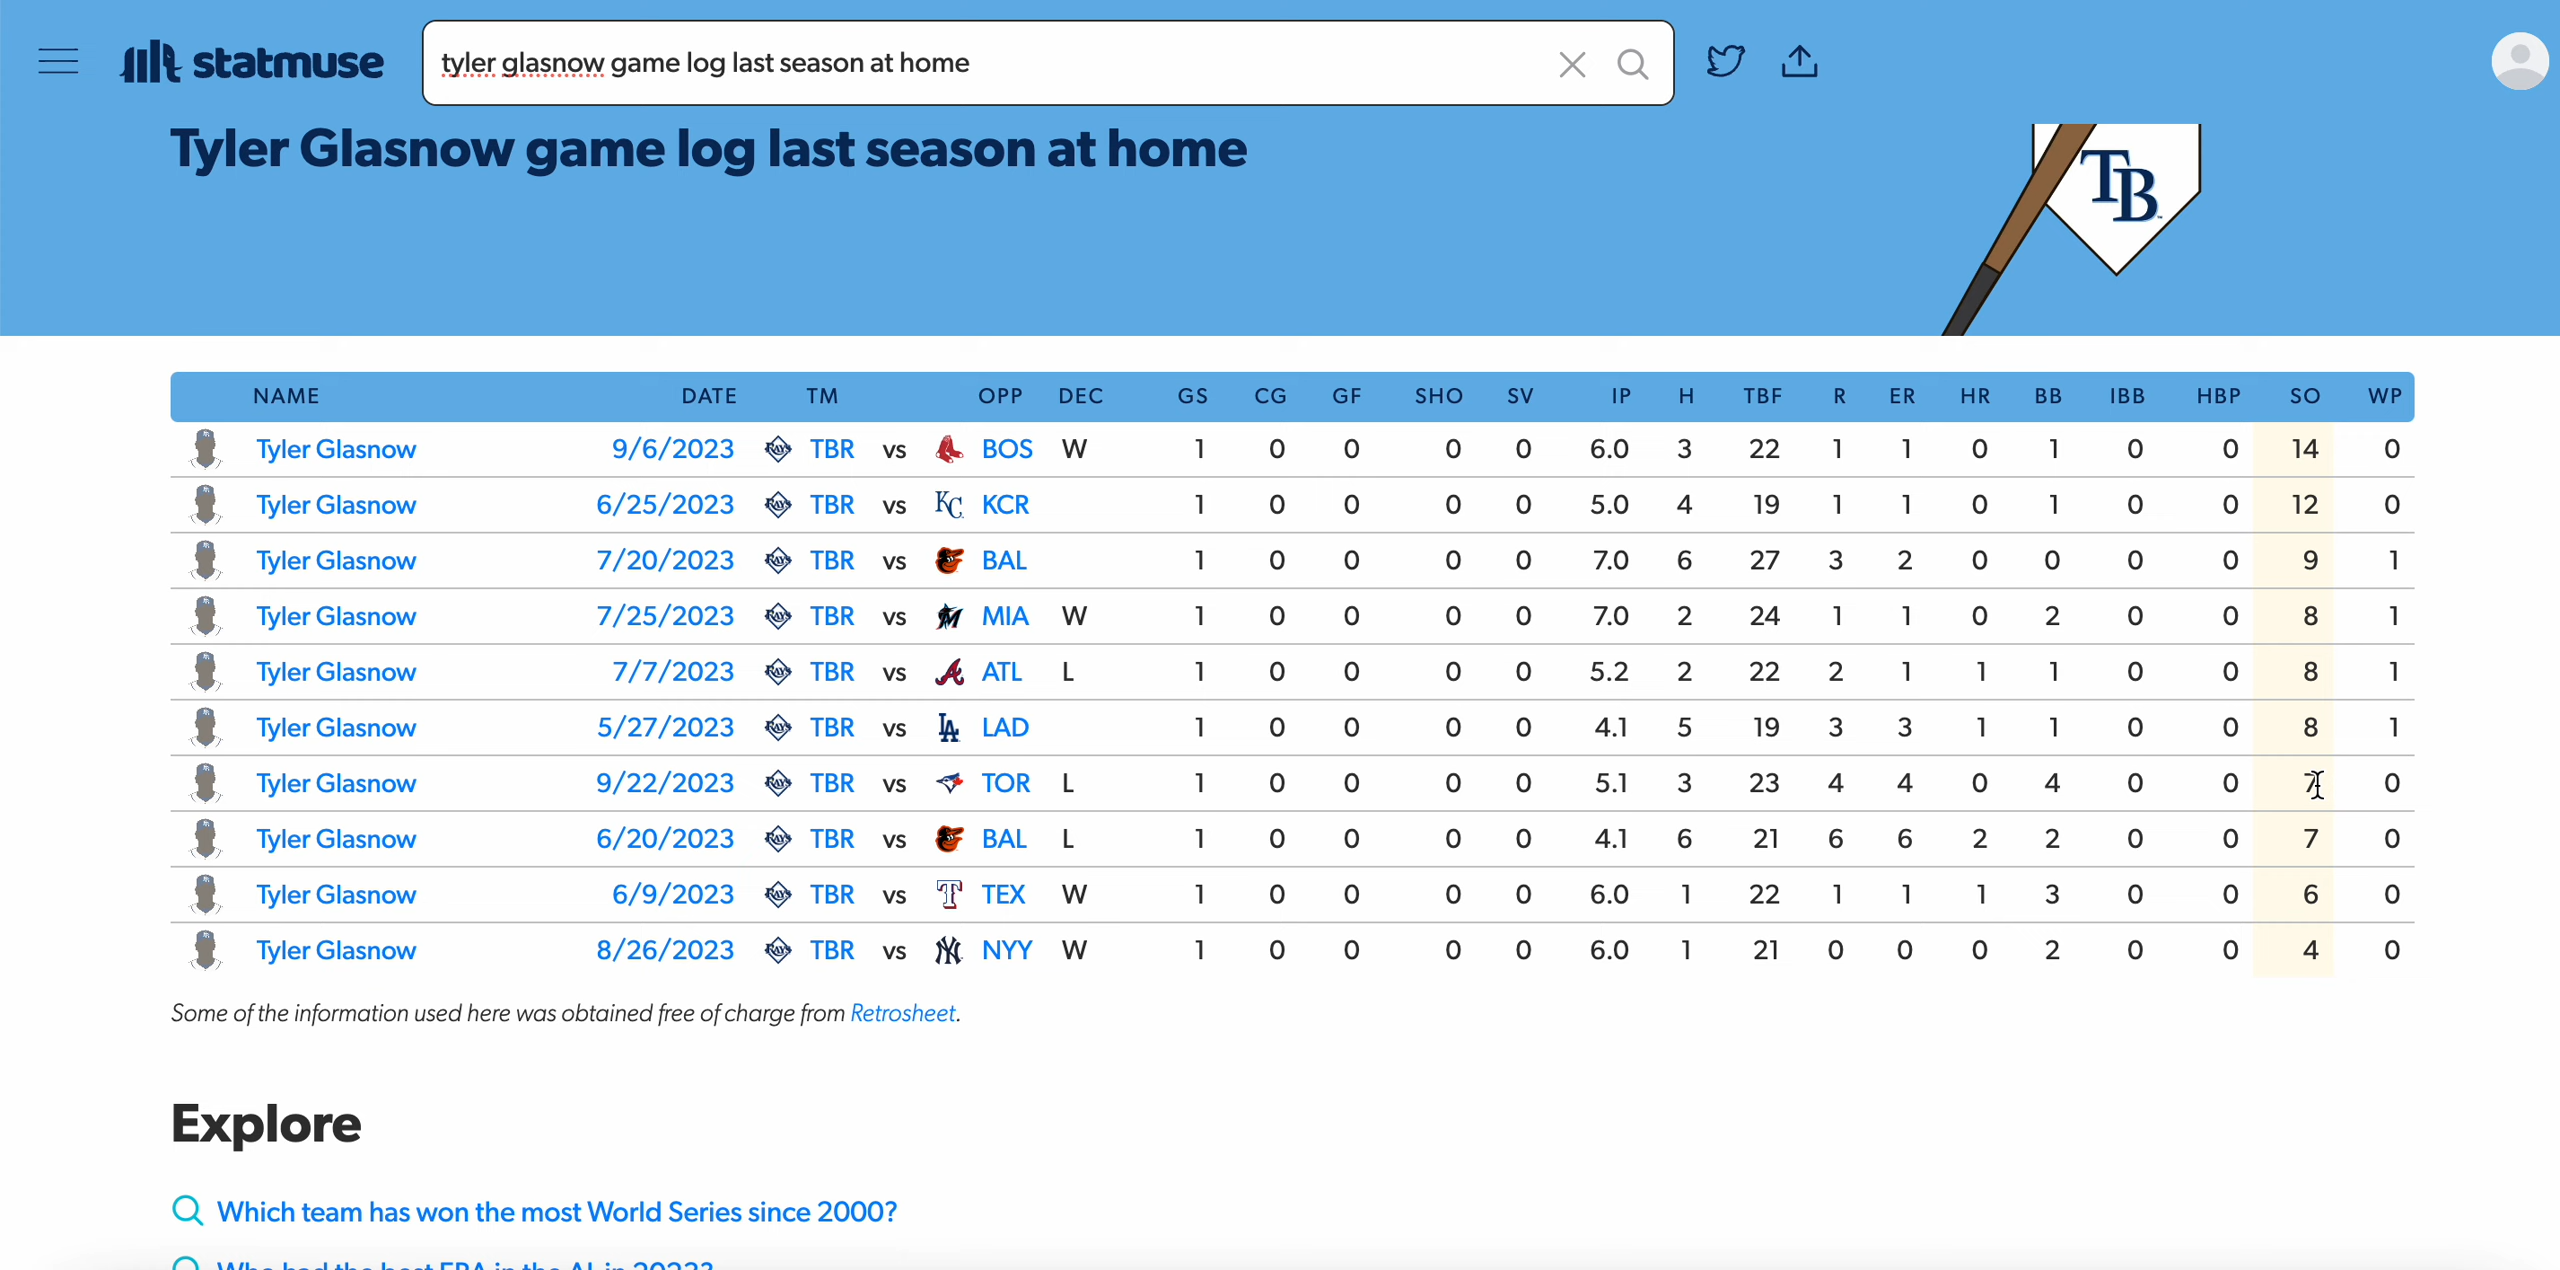 statmuse
tyler glasnow game log last season at home
Tyler Glasnow game log last season at home
TB
NAME DATE TM OPP DEC GS CG GF SHO SV IP H TBF R ER HR BB IBB HBP SO WP
Tyler Glasnow 9/6/2023 TBR vs BOS W 1 0 0 0 0 6.0 3 22 1 1 0 1 0 0 14 0
Tyler Glasnow 6/25/2023 TBR vs KCR 1 0 0 0 0 5.0 4 19 1 1 0 1 0 0 12 0
Tyler Glasnow 7/20/2023 TBR vs BAL 1 0 0 0 0 7.0 6 27 3 2 0 0 0 0 9 1
Tyler Glasnow 7/25/2023 TBR vs MIA W 1 0 0 0 0 7.0 2 24 1 1 0 2 0 0 8 1
Tyler Glasnow 7/7/2023 TBR vs ATL L 1 0 0 0 0 5.2 2 22 2 1 1 1 0 0 8 1
Tyler Glasnow 5/27/2023 TBR vs LAD 1 0 0 0 0 4.1 5 19 3 3 1 1 0 0 8 1
Tyler Glasnow 9/22/2023 TBR vs TOR L 1 0 0 0 0 5.1 3 23 4 4 0 4 0 0 7 0
Tyler Glasnow 6/20/2023 TBR vs BAL L 1 0 0 0 0 4.1 6 21 6 6 2 2 0 0 7 0
Tyler Glasnow 6/9/2023 TBR vs TEX W 1 0 0 0 0 6.0 1 22 1 1 1 3 0 0 6 0
Tyler Glasnow 8/26/2023 TBR vs NYY W 1 0 0 0 0 6.0 1 21 0 0 0 2 0 0 4 0
Some of the information used here was obtained free of charge from Retrosheet.
Explore
Which team has won the most World Series since 2000?
Who had the best ERA in the AL in 2023?